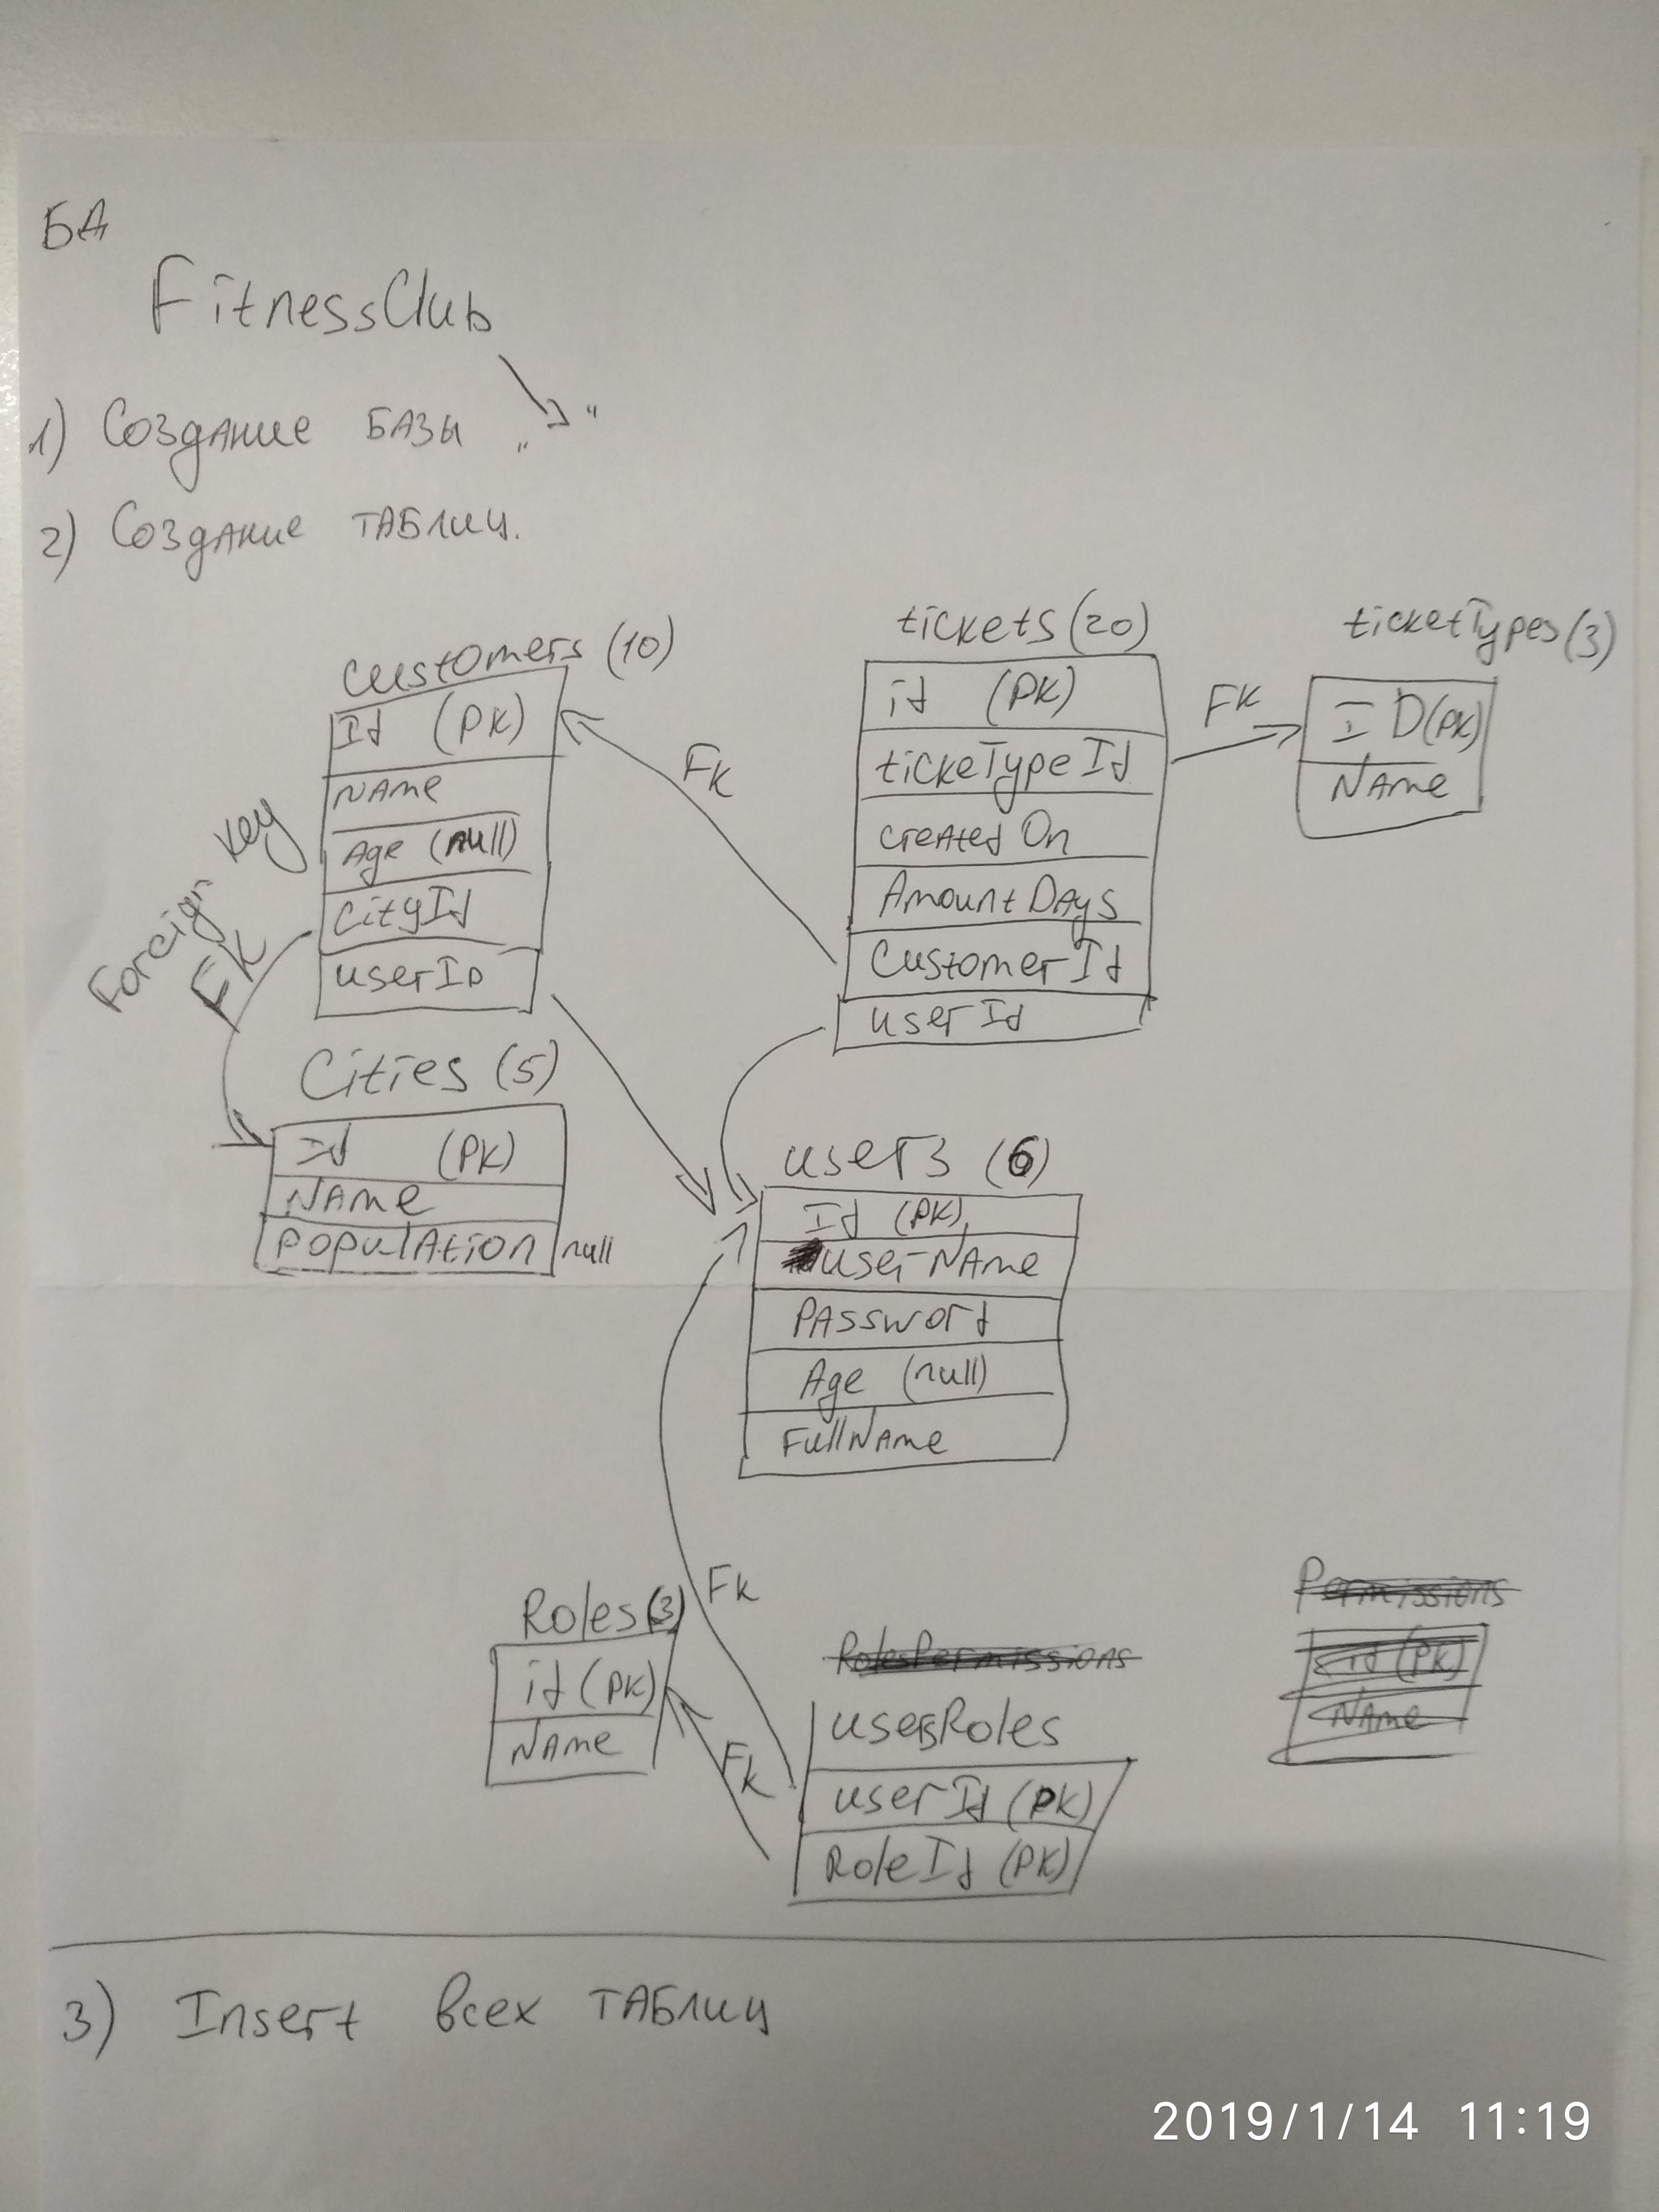 БД
FitnessClub
1) Создание БАЗЫ „ "
2) Создание ТАБЛИЦ.
Customers (10)
Id (PK)
NAme
Age (null)
CityId
userID
Foreign key
FK
FK
tickets (20)
id (PK)
tickeTypeId
createdOn
AmountDAys
CustomerId
userId
FK
ticketTypes (3)
ID (PK)
NAme
Cities (5)
Id (PK)
NAme
POPULATION null
users (6)
Id (PK)
userNAme
PAssword
Age (null)
FullNAme
Roles (3)
id (PK)
NAme
FK
FK
RolesPermissions
usersRoles
userId (PK)
RoleId (PK)
Permissions
id (PK)
NAme
3) Insert всех ТАБЛИЦ
2019/1/14 11:19